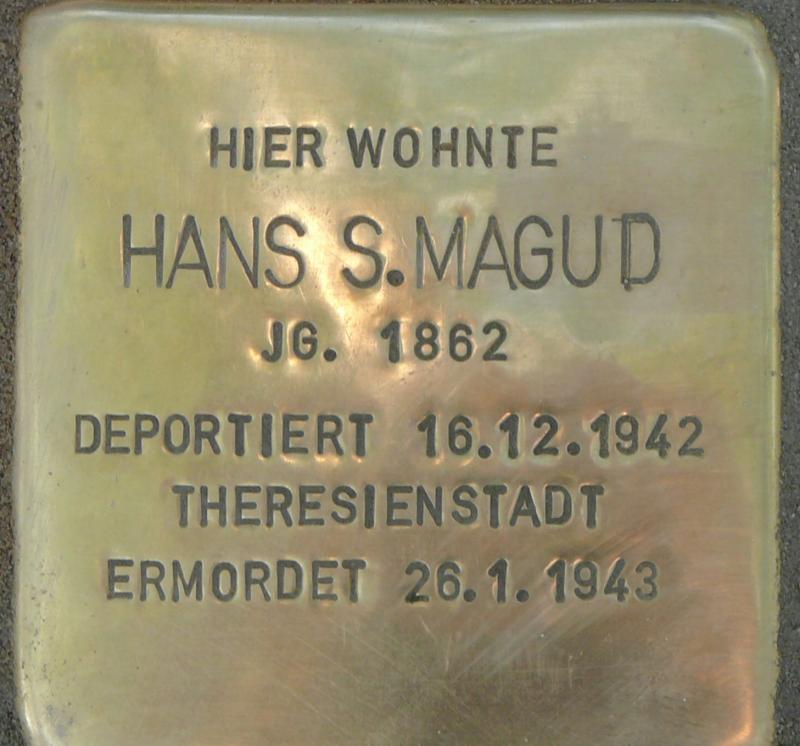 HIER WOHNTE
HANS S. MAGUD
JG. 1862
DEPORTIERT 16.12.1942
THERESIENSTADT
ERMORDET 26.1.1943